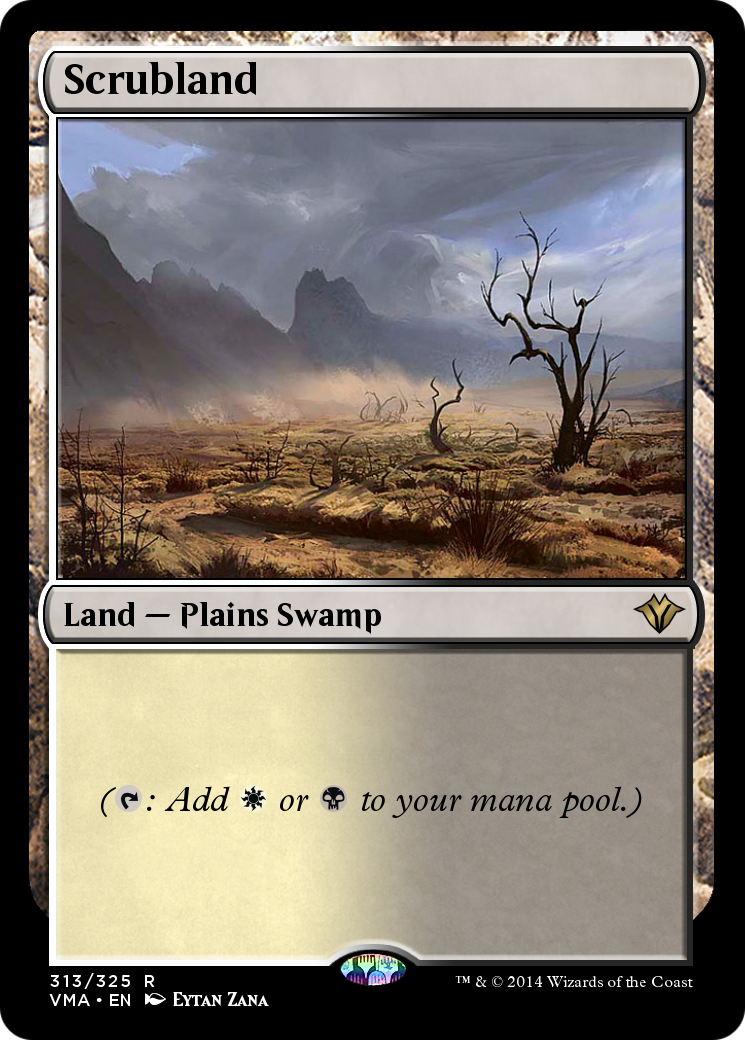 Scrubland
Land — Plains Swamp
(: Add or to your mana pool.)
313/325 R
VMA • EN EYTAN ZANA
™ & © 2014 Wizards of the Coast